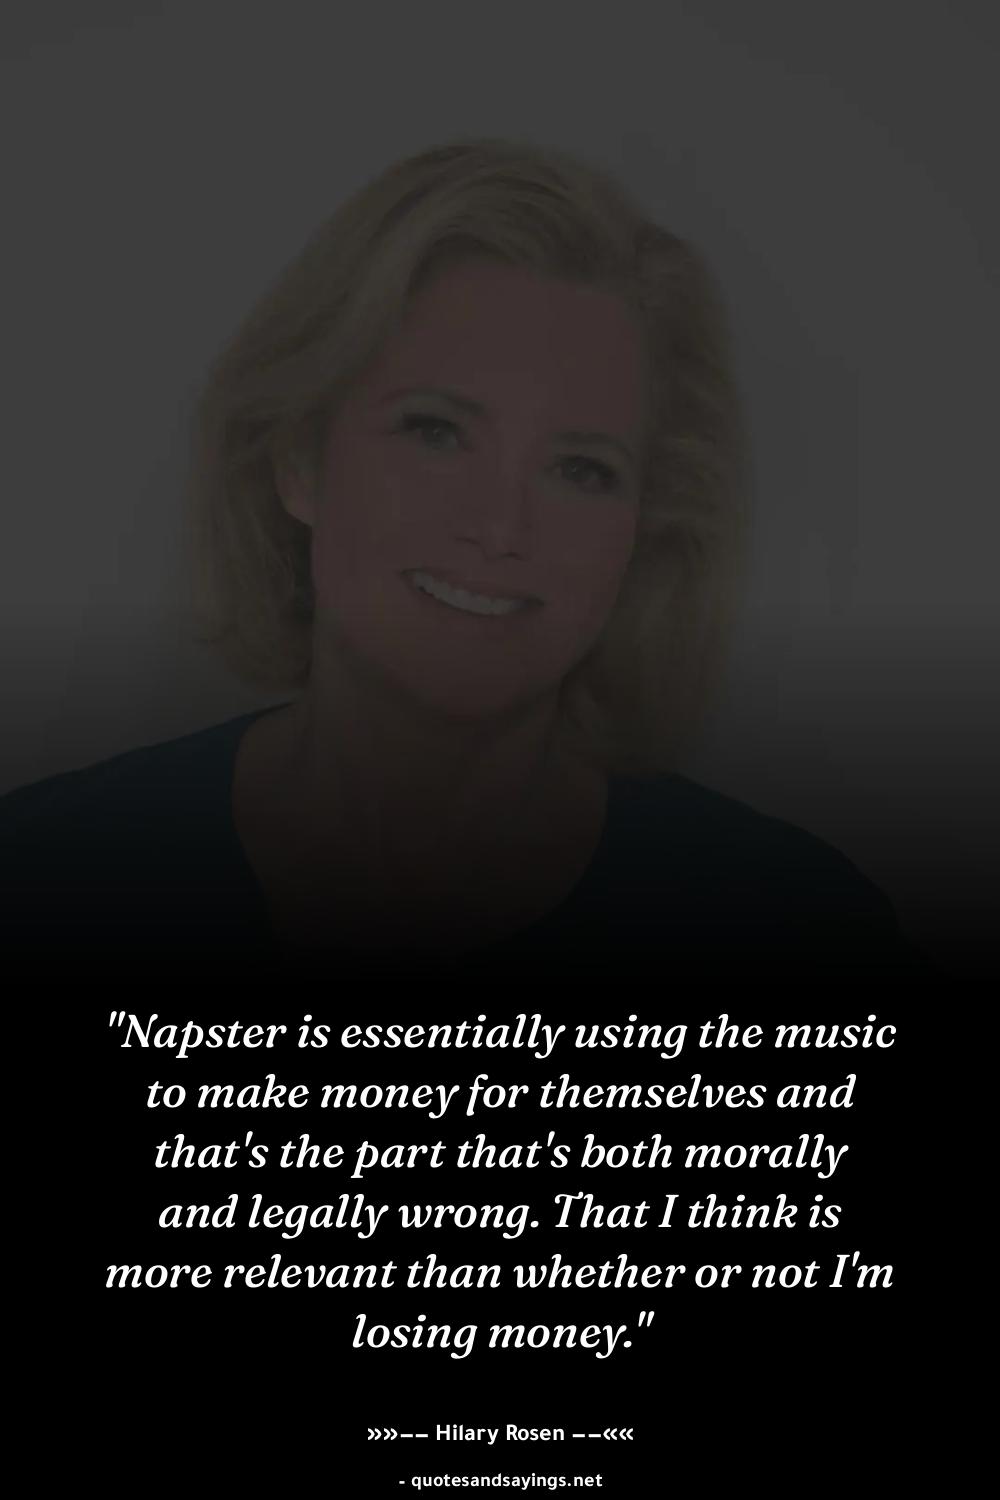 "Napster is essentially using the music
to make money for themselves and
that's the part that's both morally
and legally wrong. That I think is
more relevant than whether or not I'm
losing money."
»»—— Hilary Rosen ——««
- quotesandsayings.net